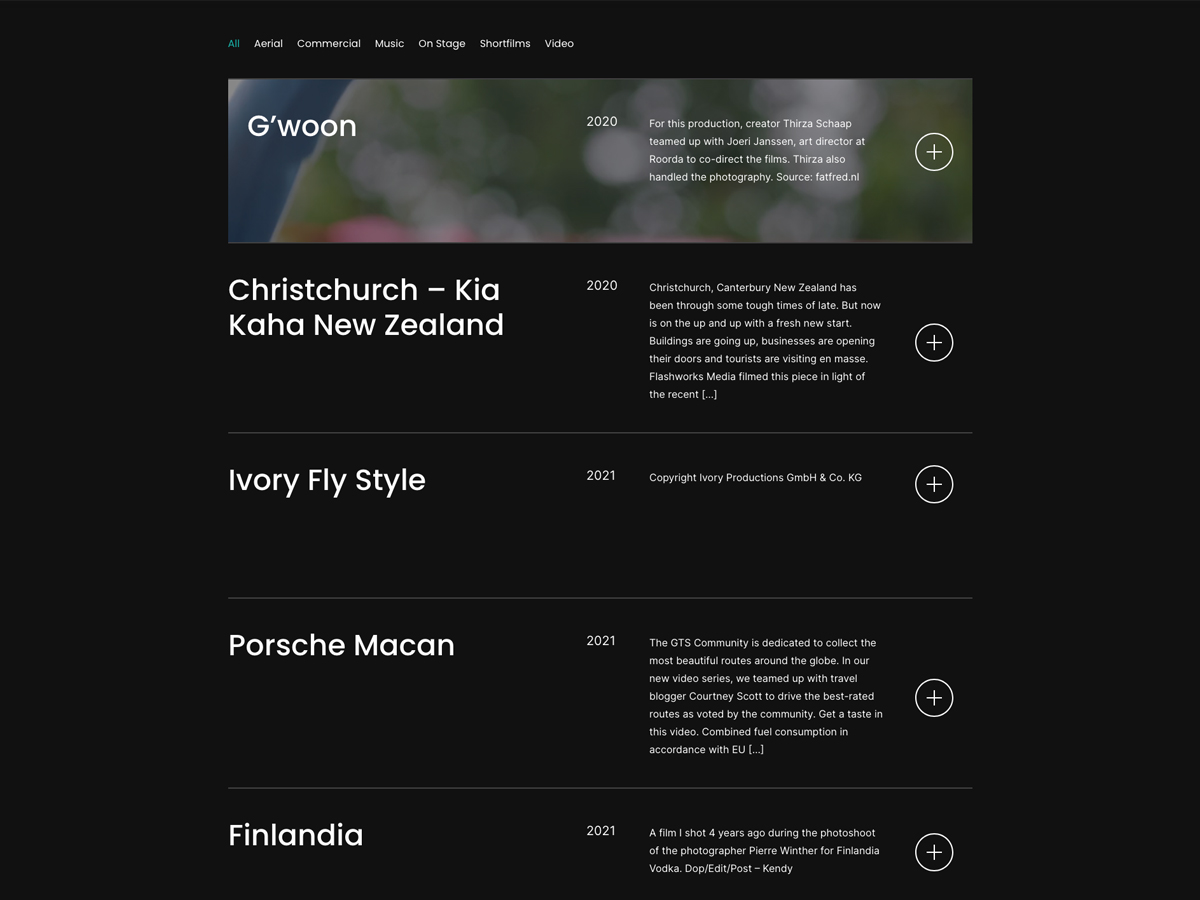 All Aerial Commercial Music On Stage Shortfilms Video
G’woon
2020
For this production, creator Thirza Schaap
teamed up with Joeri Janssen, art director at
Roorda to co-direct the films. Thirza also
handled the photography. Source: fatfred.nl
Christchurch – Kia
Kaha New Zealand
2020
Christchurch, Canterbury New Zealand has
been through some tough times of late. But now
is on the up and up with a fresh new start.
Buildings are going up, businesses are opening
their doors and tourists are visiting en masse.
Flashworks Media filmed this piece in light of
the recent [...]
Ivory Fly Style
2021
Copyright Ivory Productions GmbH & Co. KG
Porsche Macan
2021
The GTS Community is dedicated to collect the
most beautiful routes around the globe. In our
new video series, we teamed up with travel
blogger Courtney Scott to drive the best-rated
routes as voted by the community. Get a taste in
this video. Combined fuel consumption in
accordance with EU [...]
Finlandia
2021
A film I shot 4 years ago during the photoshoot
of the photographer Pierre Winther for Finlandia
Vodka. Dop/Edit/Post – Kendy